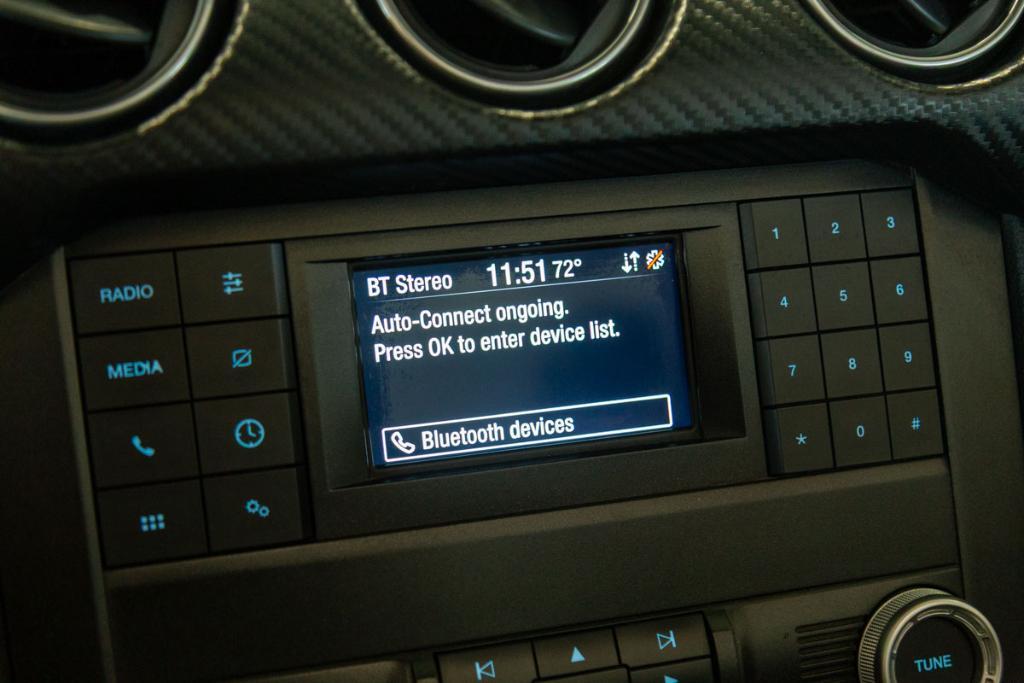 BT Stereo 11:51 72°
Auto-Connect ongoing.
Press OK to enter device list.
Bluetooth devices
RADIO
MEDIA
1 2 3
4 5 6
7 8 9
* 0 #
TUNE